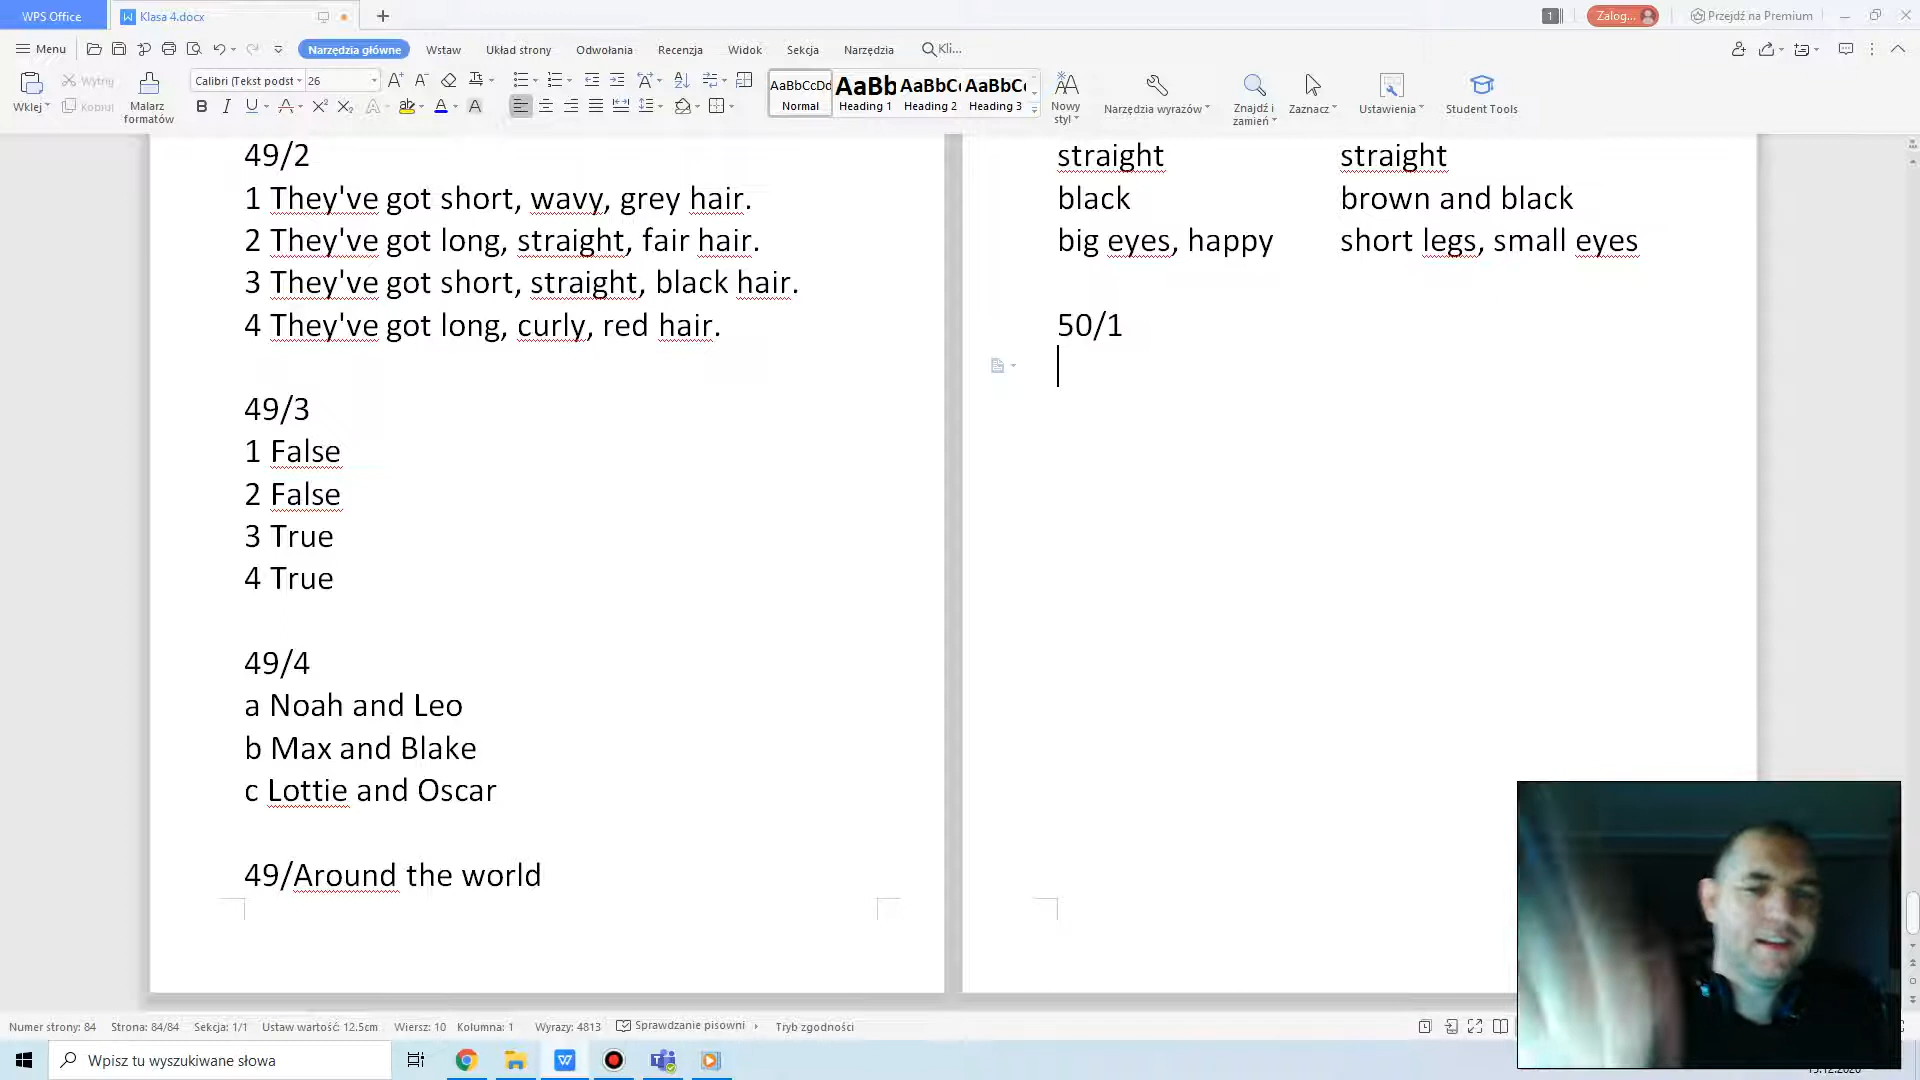 WPS Office
Klasa 4.docx
1
Zalog...
Przejdź na Premium
Menu
Narzędzia główne
Wstaw
Układ strony
Odwołania
Recenzja
Widok
Sekcja
Narzędzia
Kli...
Wklej
Wytnij
Kopiuj
Malarz formatów
Calibri (Tekst podst
26
AaBbCcDd
Normal
AaBb
Heading 1
AaBbC
Heading 2
AaBbC
Heading 3
Nowy styl
Narzędzia wyrazów
Znajdź i zamień
Zaznacz
Ustawienia
Student Tools
49/2
1 They've got short, wavy, grey hair.
2 They've got long, straight, fair hair.
3 They've got short, straight, black hair.
4 They've got long, curly, red hair.
49/3
1 False
2 False
3 True
4 True
49/4
a Noah and Leo
b Max and Blake
c Lottie and Oscar
49/Around the world
straight straight
black brown and black
big eyes, happy short legs, small eyes
50/1
Numer strony: 84
Strona: 84/84
Sekcja: 1/1
Ustaw wartość: 12.5cm
Wiersz: 10
Kolumna: 1
Wyrazy: 4813
Sprawdzanie pisowni
Tryb zgodności
Wpisz tu wyszukiwane słowa